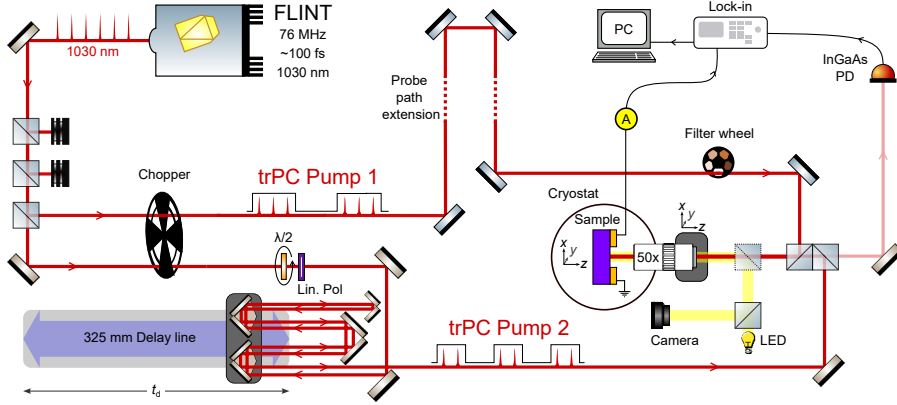 FLINT
76 MHz
~100 fs
1030 nm
1030 nm
PC
Lock-in
InGaAs
PD
Probe
path
extension
A
Filter wheel
Chopper
trPC Pump 1
Cryostat
Sample
x
y
z
x
y
z
50x
λ/2
Lin. Pol
325 mm Delay line
trPC Pump 2
Camera
LED
t_d